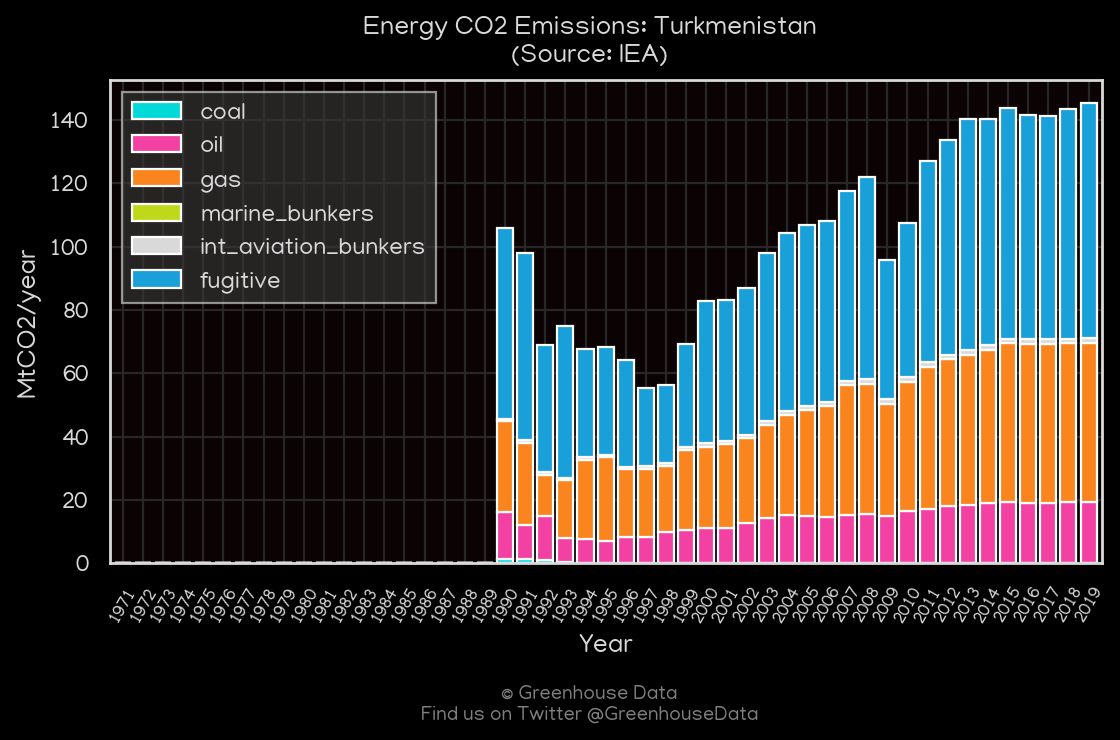 Energy CO2 Emissions: Turkmenistan
(Source: IEA)
coal
oil
gas
marine_bunkers
int_aviation_bunkers
fugitive
MtCO2/year
140
120
100
80
60
40
20
0
1971 1972 1973 1974 1975 1976 1977 1978 1979 1980 1981 1982 1983 1984 1985 1986 1987 1988 1989 1990 1991 1992 1993 1994 1995 1996 1997 1998 1999 2000 2001 2002 2003 2004 2005 2006 2007 2008 2009 2010 2011 2012 2013 2014 2015 2016 2017 2018 2019
Year
© Greenhouse Data
Find us on Twitter @GreenhouseData